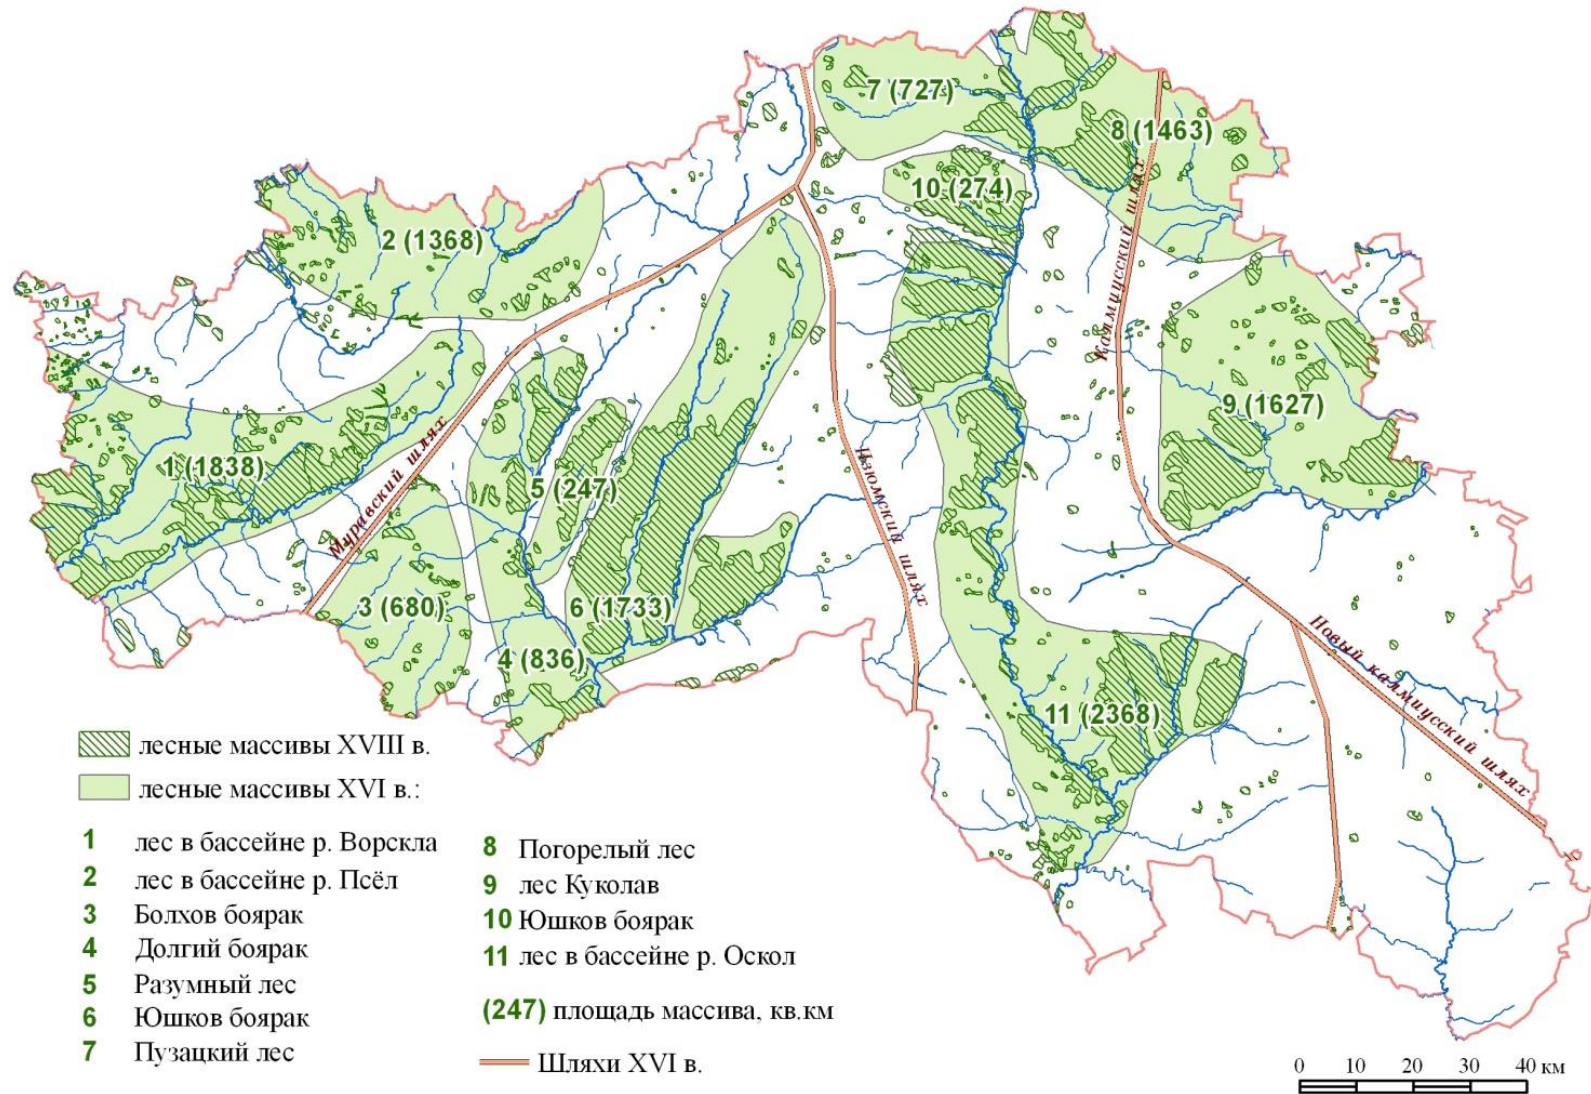 7 (727)
8 (1463)
10 (274)
2 (1368)
Калмиусский шлях
9 (1627)
1 (1838)
Муравский шлях
5 (247)
Изюмский шлях
3 (680)
6 (1733)
4 (836)
Новый калмиусский шлях
11 (2368)
лесные массивы XVIII в.
лесные массивы XVI в.:
1 лес в бассейне р. Ворскла
2 лес в бассейне р. Псёл
3 Болхов боярак
4 Долгий боярак
5 Разумный лес
6 Юшков боярак
7 Пузацкий лес
8 Погорелый лес
9 лес Куколав
10 Юшков боярак
11 лес в бассейне р. Оскол
(247) площадь массива, кв.км
Шляхи XVI в.
0 10 20 30 40 км